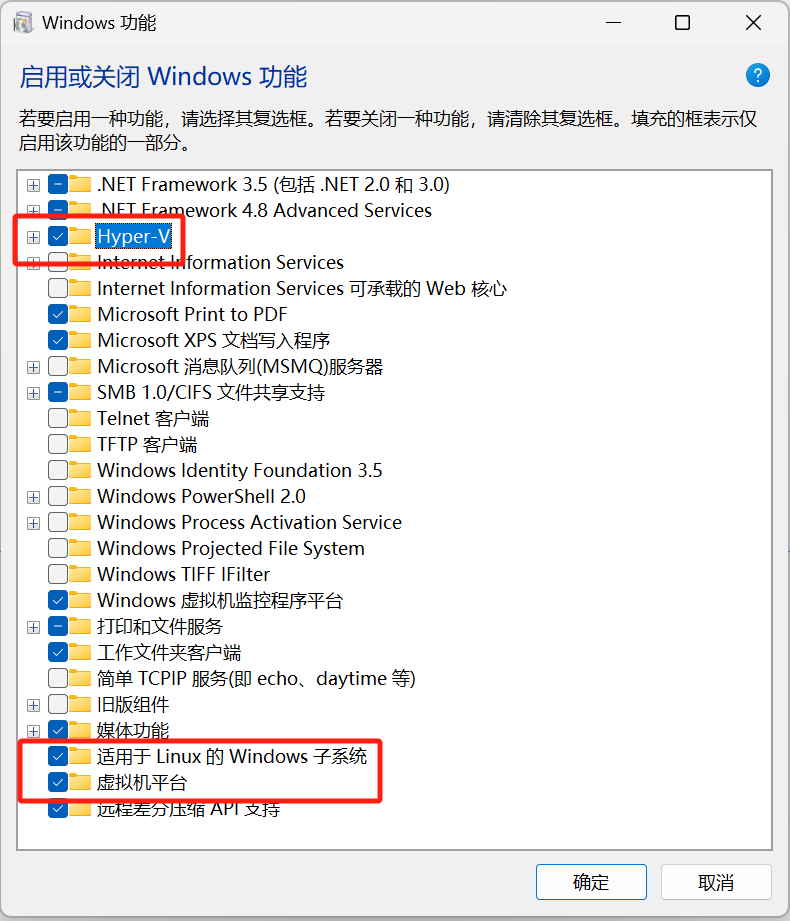 Windows 功能
启用或关闭 Windows 功能
?
若要启用一种功能，请选择其复选框。若要关闭一种功能，请清除其复选框。填充的框表示仅
启用该功能的一部分。
.NET Framework 3.5 (包括 .NET 2.0 和 3.0)
.NET Framework 4.8 Advanced Services
Hyper-V
Internet Information Services
Internet Information Services 可承载的 Web 核心
Microsoft Print to PDF
Microsoft XPS 文档写入程序
Microsoft 消息队列(MSMQ)服务器
SMB 1.0/CIFS 文件共享支持
Telnet 客户端
TFTP 客户端
Windows Identity Foundation 3.5
Windows PowerShell 2.0
Windows Process Activation Service
Windows Projected File System
Windows TIFF IFilter
Windows 虚拟机监控程序平台
打印和文件服务
工作文件夹客户端
简单 TCPIP 服务(即 echo、daytime 等)
旧版组件
媒体功能
适用于 Linux 的 Windows 子系统
虚拟机平台
远程差分压缩 API 支持
确定
取消